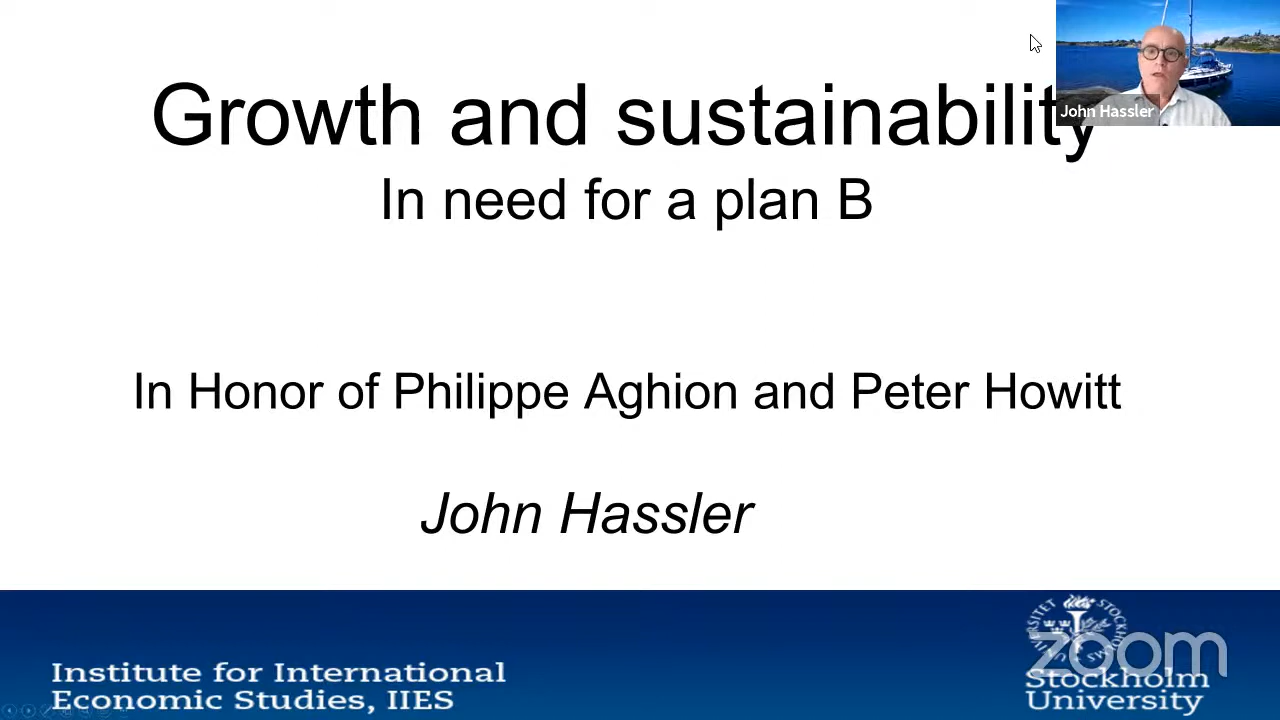 Growth and sustainability
In need for a plan B
John Hassler
In Honor of Philippe Aghion and Peter Howitt
John Hassler
Institute for International
Economic Studies, IIES
zoom
Stockholm
University